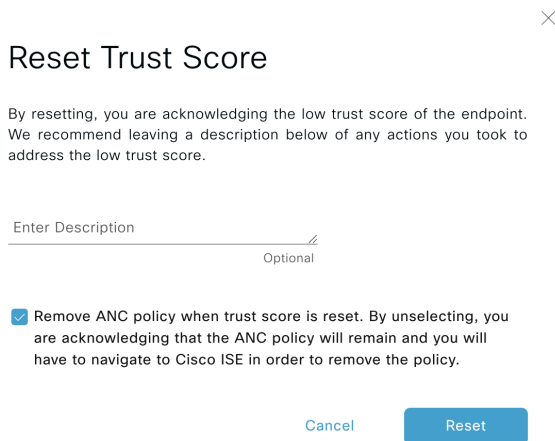 Reset Trust Score
By resetting, you are acknowledging the low trust score of the endpoint.
We recommend leaving a description below of any actions you took to
address the low trust score.
Enter Description
Optional
Remove ANC policy when trust score is reset. By unselecting, you
are acknowledging that the ANC policy will remain and you will
have to navigate to Cisco ISE in order to remove the policy.
Cancel Reset